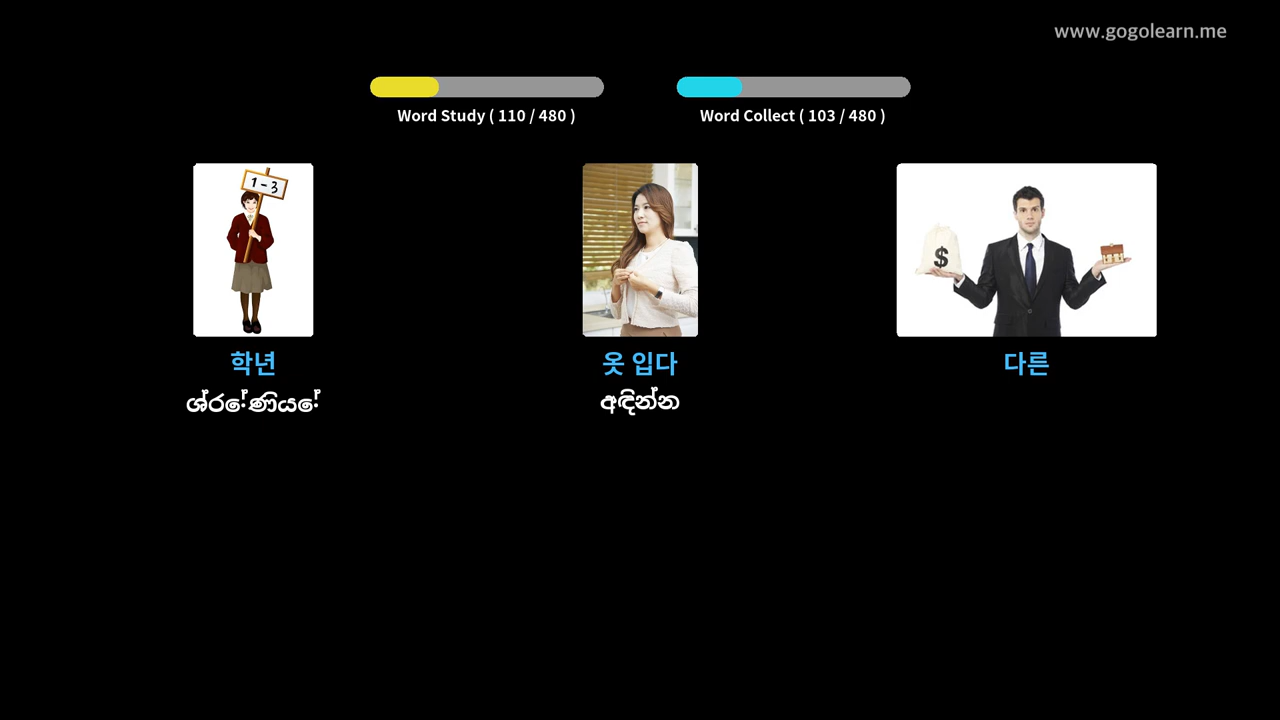 www.gogolearn.me
Word Study ( 110 / 480 )
Word Collect ( 103 / 480 )
1 - 3
$
학년
옷 입다
다른
ශ්රේණියේ
අඳින්න